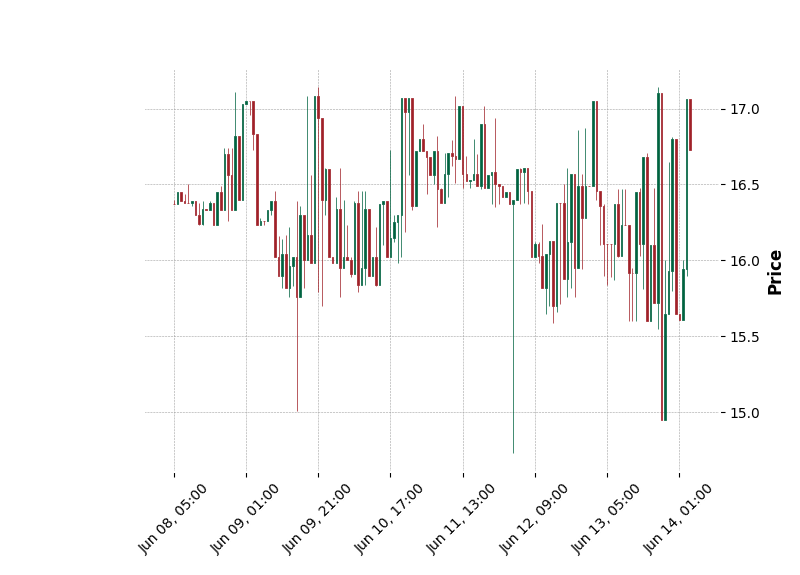 17.0
16.5
16.0
15.5
15.0
Price
Jun 08, 05:00
Jun 09, 01:00
Jun 09, 21:00
Jun 10, 17:00
Jun 11, 13:00
Jun 12, 09:00
Jun 13, 05:00
Jun 14, 01:00